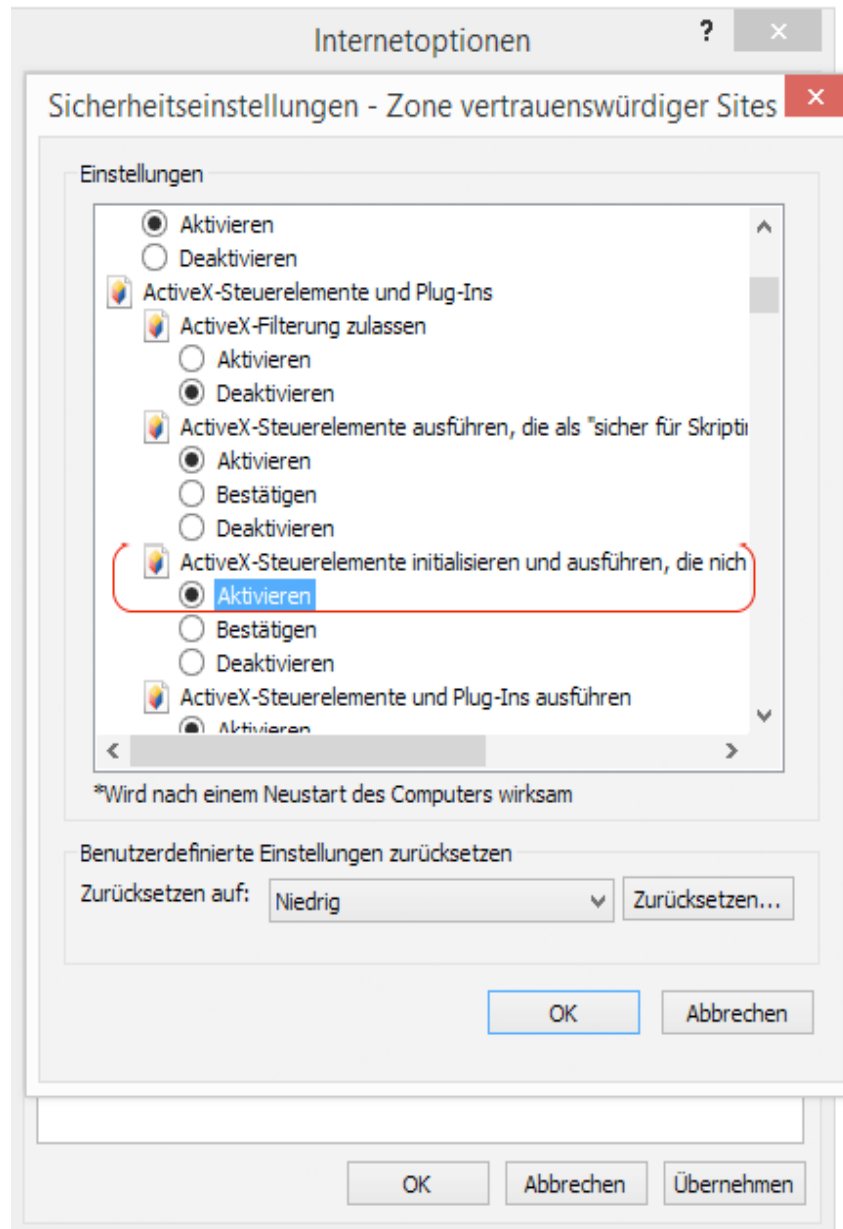 Internetoptionen
?
Sicherheitseinstellungen - Zone vertrauenswürdiger Sites
Einstellungen
Aktivieren
Deaktivieren
ActiveX-Steuerelemente und Plug-Ins
ActiveX-Filterung zulassen
Aktivieren
Deaktivieren
ActiveX-Steuerelemente ausführen, die als "sicher für Skriptin
Aktivieren
Bestätigen
Deaktivieren
ActiveX-Steuerelemente initialisieren und ausführen, die nich
Aktivieren
Bestätigen
Deaktivieren
ActiveX-Steuerelemente und Plug-Ins ausführen
Aktivieren
*Wird nach einem Neustart des Computers wirksam
Benutzerdefinierte Einstellungen zurücksetzen
Zurücksetzen auf: Niedrig Zurücksetzen...
OK Abbrechen
OK Abbrechen Übernehmen